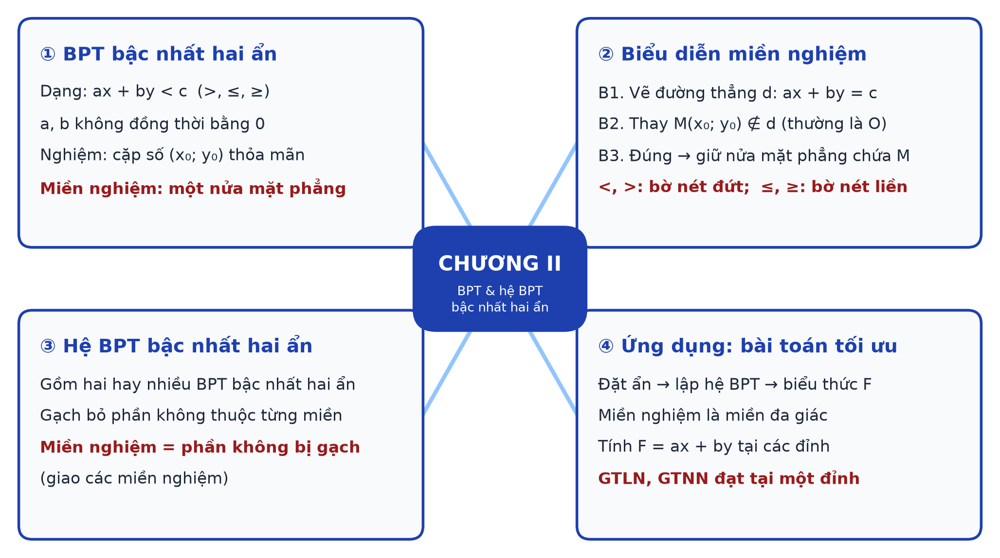 ① BPT bậc nhất hai ẩn
Dạng: ax + by < c (>, ≤, ≥)
a, b không đồng thời bằng 0
Nghiệm: cặp số (x₀; y₀) thỏa mãn
Miền nghiệm: một nửa mặt phẳng
② Biểu diễn miền nghiệm
B1. Vẽ đường thẳng d: ax + by = c
B2. Thay M(x₀; y₀) ∉ d (thường là O)
B3. Đúng → giữ nửa mặt phẳng chứa M
<, >: bờ nét đứt; ≤, ≥: bờ nét liền
CHƯƠNG II
BPT & hệ BPT
bậc nhất hai ẩn
③ Hệ BPT bậc nhất hai ẩn
Gồm hai hay nhiều BPT bậc nhất hai ẩn
Gạch bỏ phần không thuộc từng miền
Miền nghiệm = phần không bị gạch
(giao các miền nghiệm)
④ Ứng dụng: bài toán tối ưu
Đặt ẩn → lập hệ BPT → biểu thức F
Miền nghiệm là miền đa giác
Tính F = ax + by tại các đỉnh
GTLN, GTNN đạt tại một đỉnh